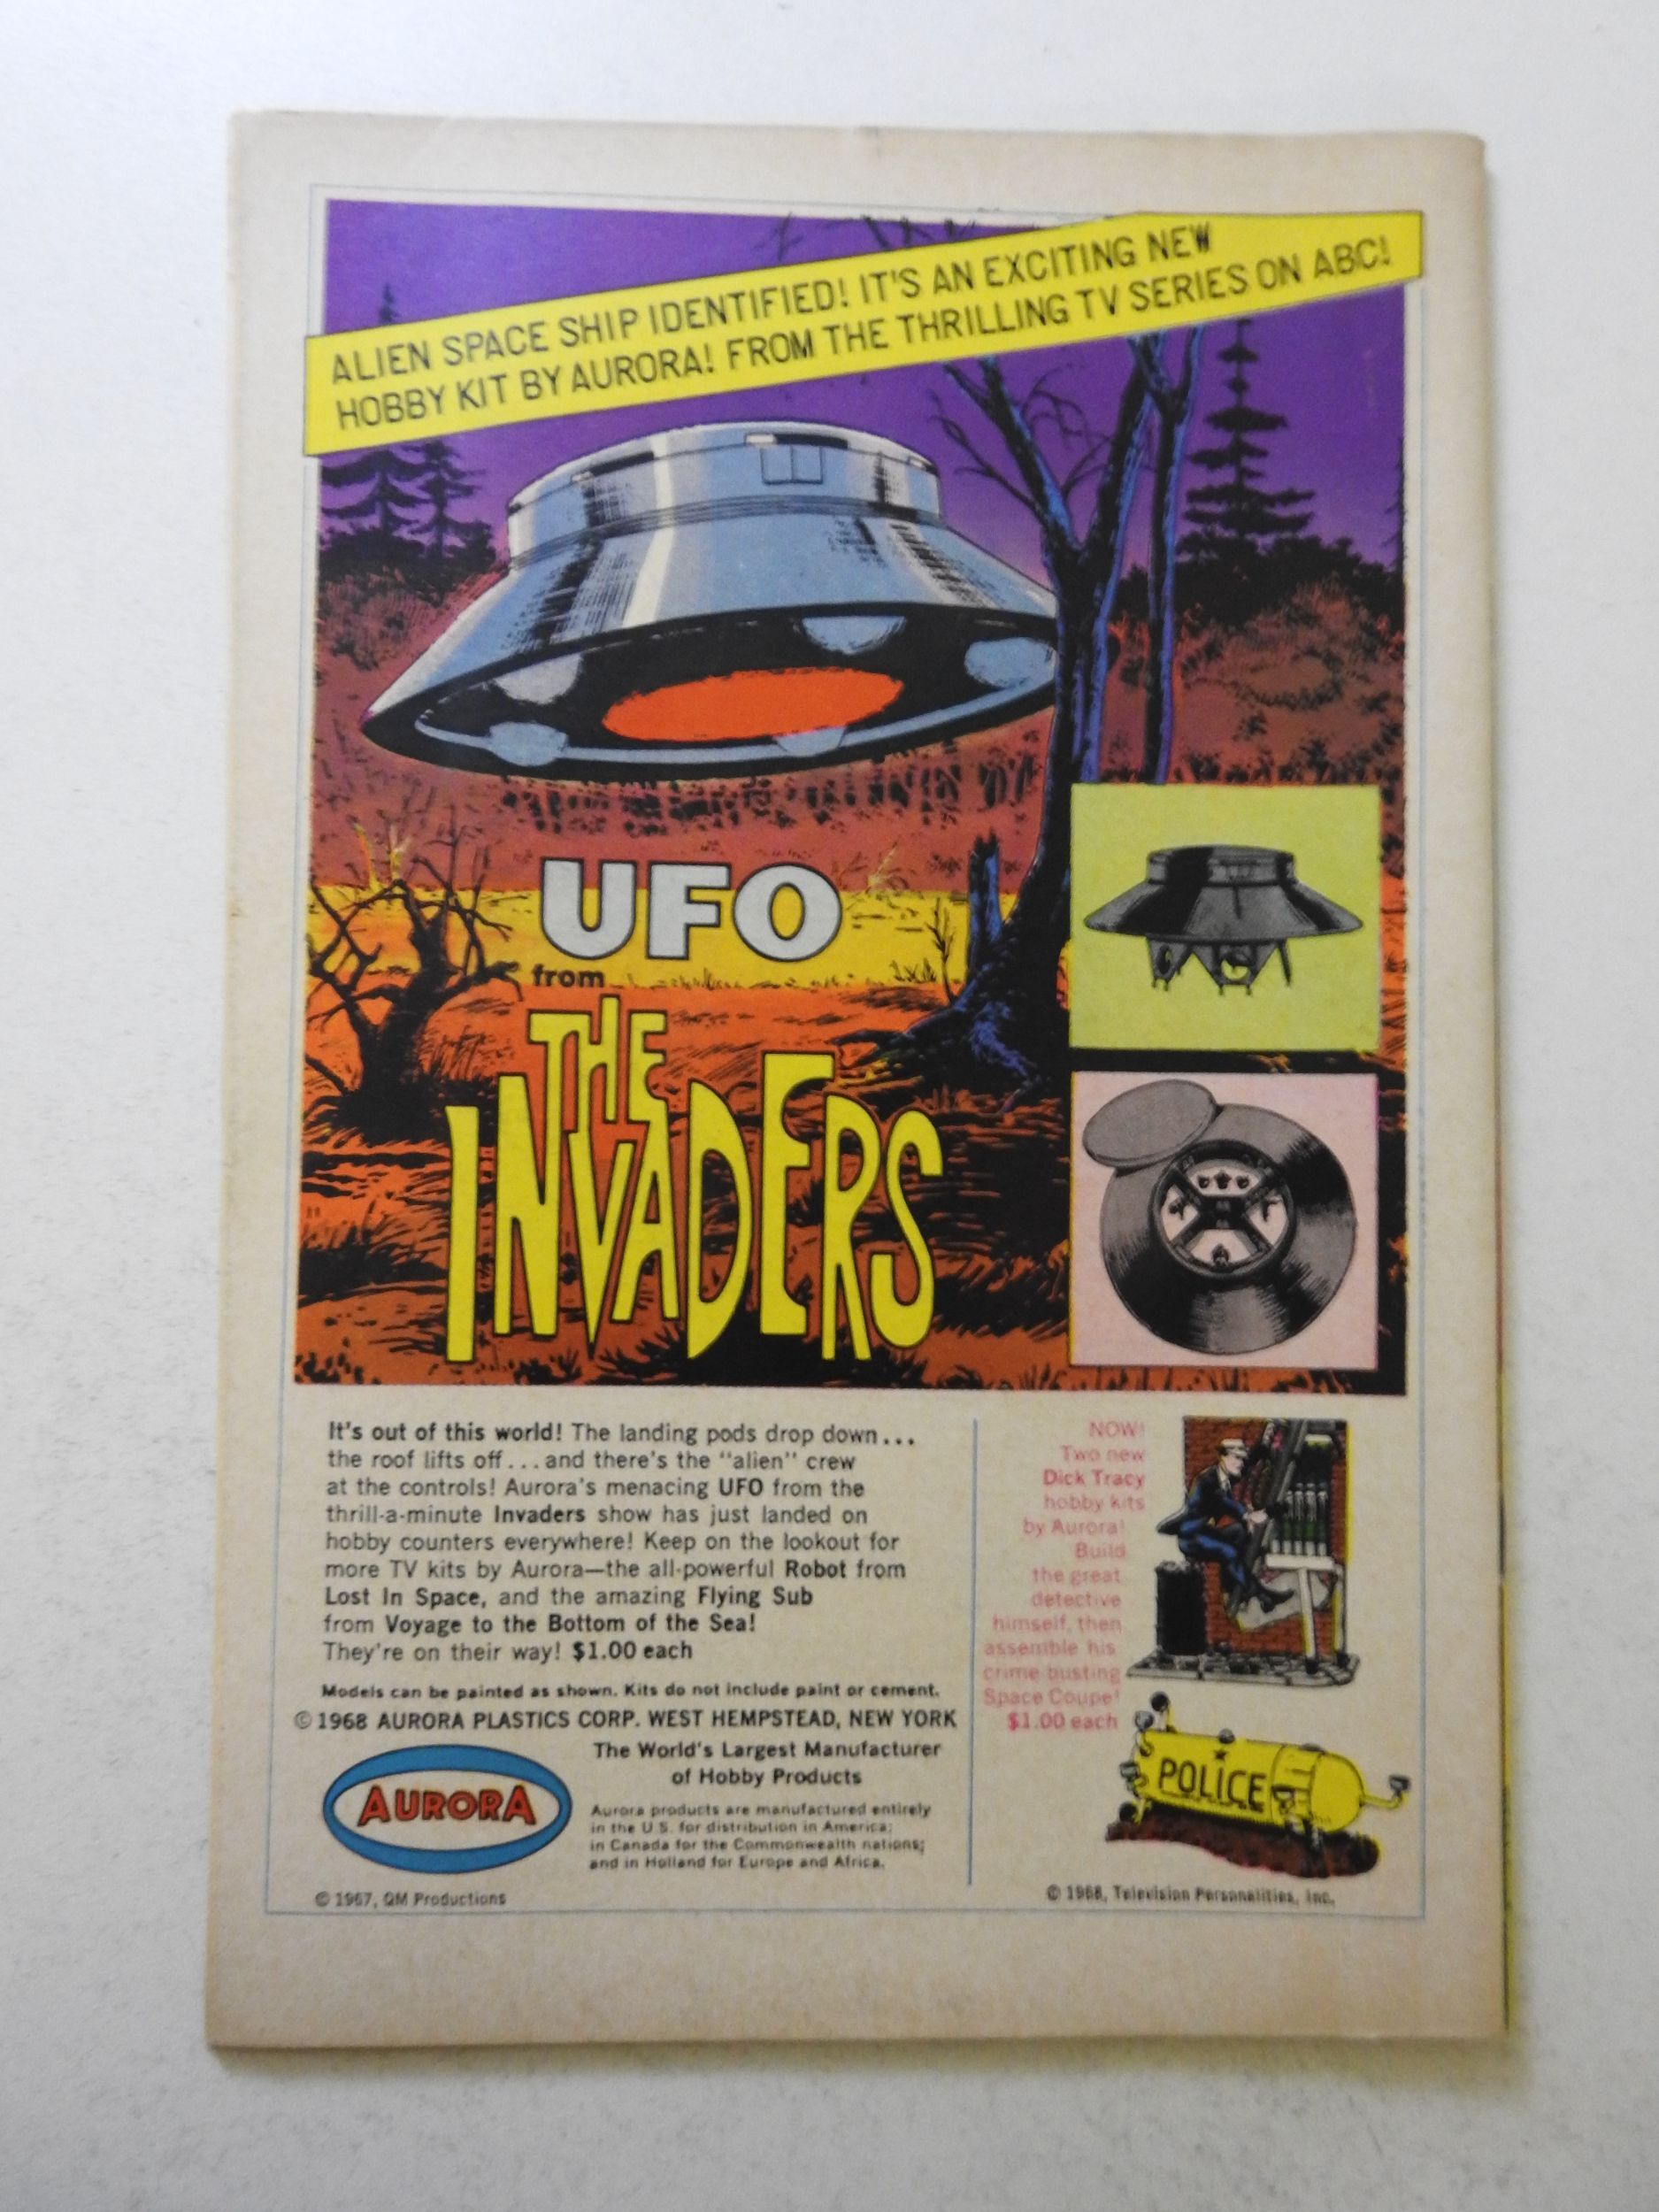 ALIEN SPACE SHIP IDENTIFIED! IT'S AN EXCITING NEW
HOBBY KIT BY AURORA! FROM THE THRILLING TV SERIES ON ABC!
UFO
from
THE
INVADERS
It's out of this world! The landing pods drop down...
the roof lifts off...and there's the "alien" crew
at the controls! Aurora's menacing UFO from the
thrill-a-minute Invaders show has just landed on
hobby counters everywhere! Keep on the lookout for
more TV kits by Aurora—the all-powerful Robot from
Lost In Space, and the amazing Flying Sub
from Voyage to the Bottom of the Sea!
They're on their way! $1.00 each
Models can be painted as shown. Kits do not include paint or cement.
© 1968 AURORA PLASTICS CORP. WEST HEMPSTEAD, NEW YORK
AURORA
The World's Largest Manufacturer
of Hobby Products
Aurora products are manufactured entirely
in the U.S. for distribution in America;
in Canada for the Commonwealth nations;
and in Holland for Europe and Africa.
© 1967, QM Productions
NOW!
Two new
Dick Tracy
hobby kits
by Aurora!
Build
the great
detective
himself, then
assemble his
crime busting
Space Coupe!
$1.00 each
POLICE
© 1968, Television Personalities, Inc.